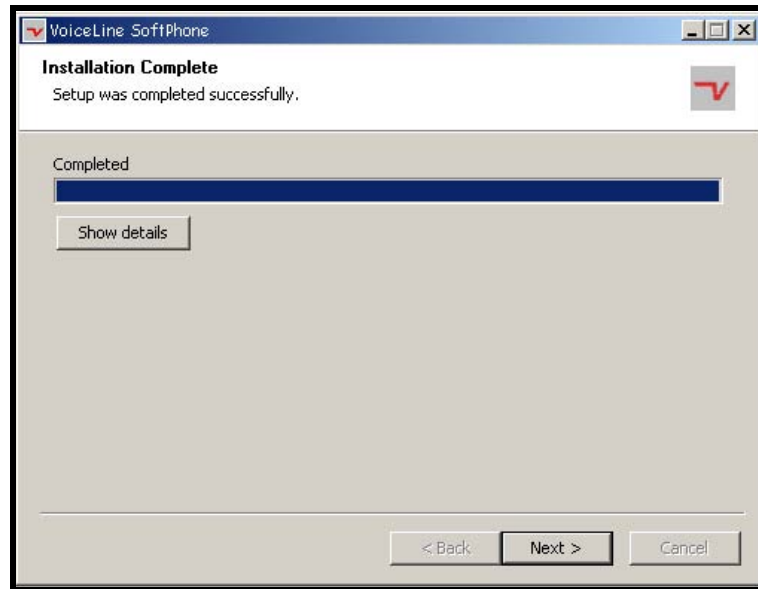 VoiceLine SoftPhone
Installation Complete
Setup was completed successfully.
Completed
Show details
< Back
Next >
Cancel